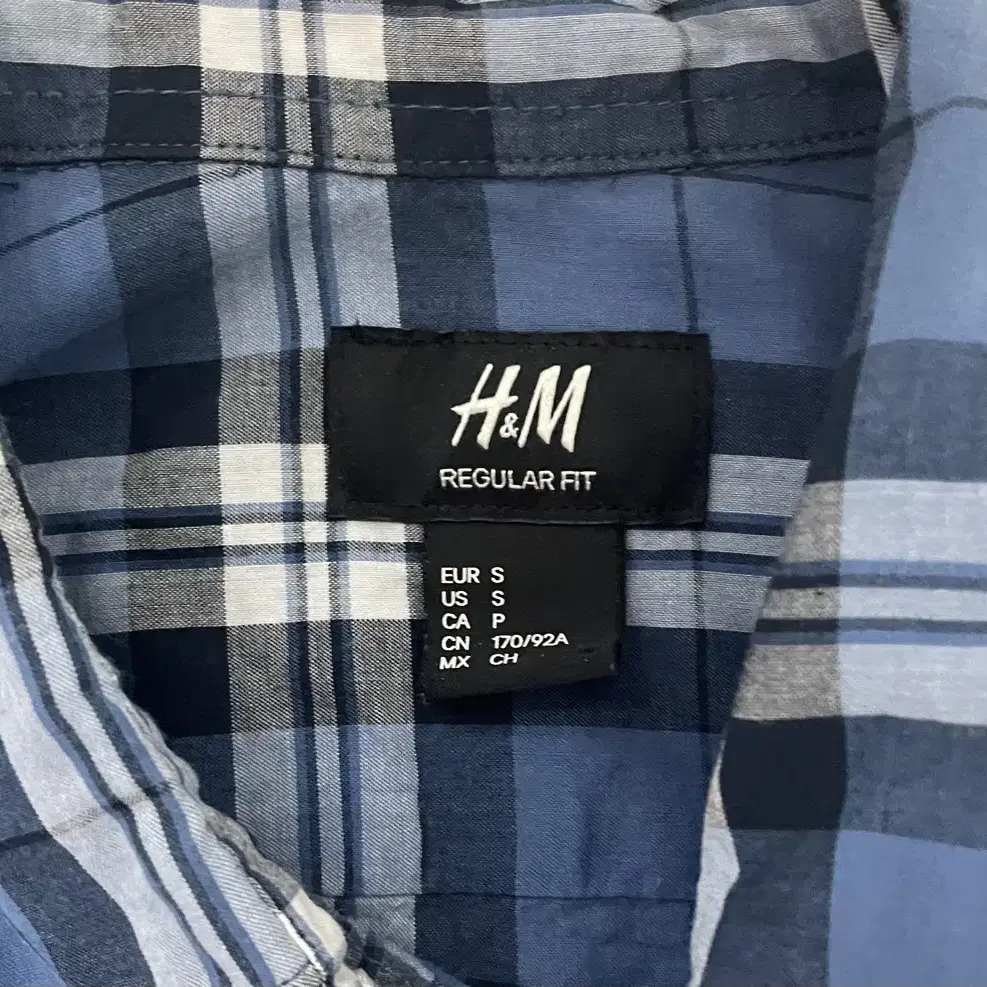 H&M
REGULAR FIT
EUR S
US S
CA P
CN 170/92A
MX CH